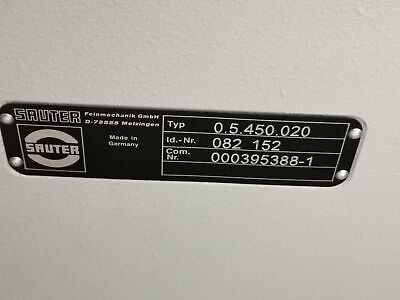 SAUTER
Feinmechanik GmbH
D-72555 Metzingen
Made in
Germany
SAUTER
Typ 0.5.450.020
Id.-Nr. 082 152
Com. Nr. 000395388-1